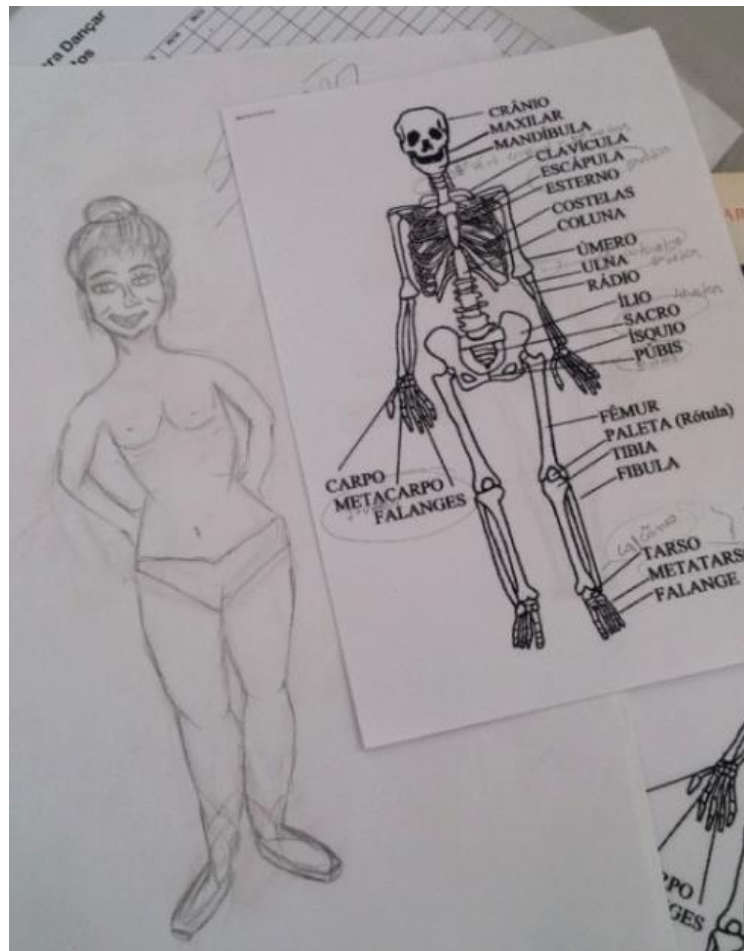 ra Dançar
os
CRÂNIO
MAXILAR
MANDÍBULA
CLAVÍCULA
ESCÁPULA
ESTERNO
COSTELAS
COLUNA
ÚMERO
ULNA
RÁDIO
ÍLIO
SACRO
ÍSQUIO
PÚBIS
FÊMUR
PALETA (Rótula)
TIBIA
FIBULA
CARPO
METACARPO
FALANGES
TARSO
METATARS
FALANGE
RPO
GES